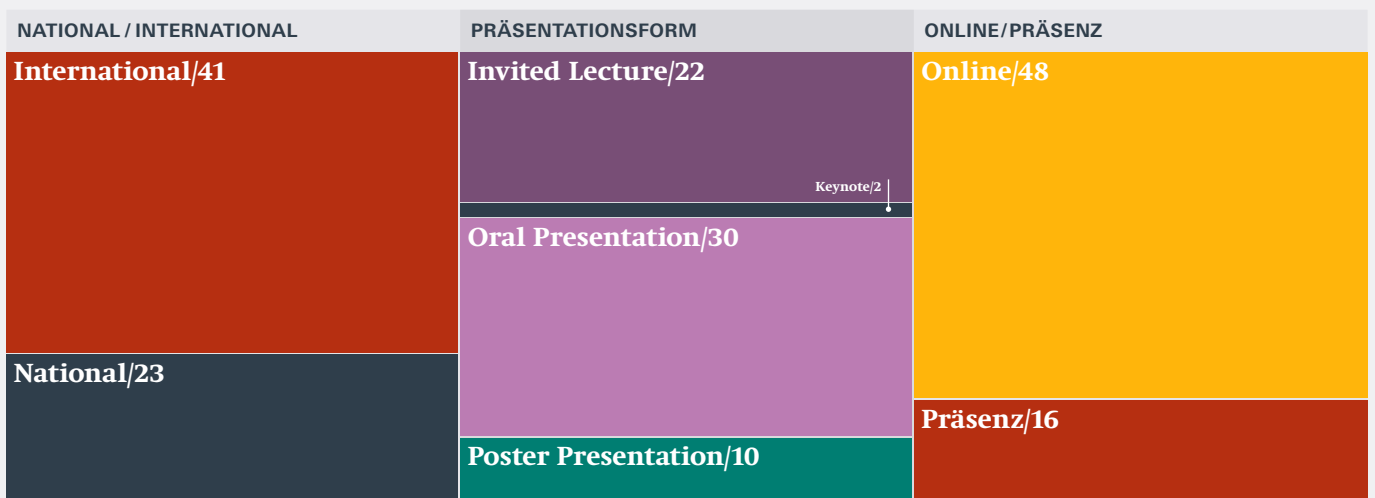 NATIONAL / INTERNATIONAL
International/41
National/23
PRÄSENTATIONSFORM
Invited Lecture/22
Keynote/2
Oral Presentation/30
Poster Presentation/10
ONLINE/PRÄSENZ
Online/48
Präsenz/16